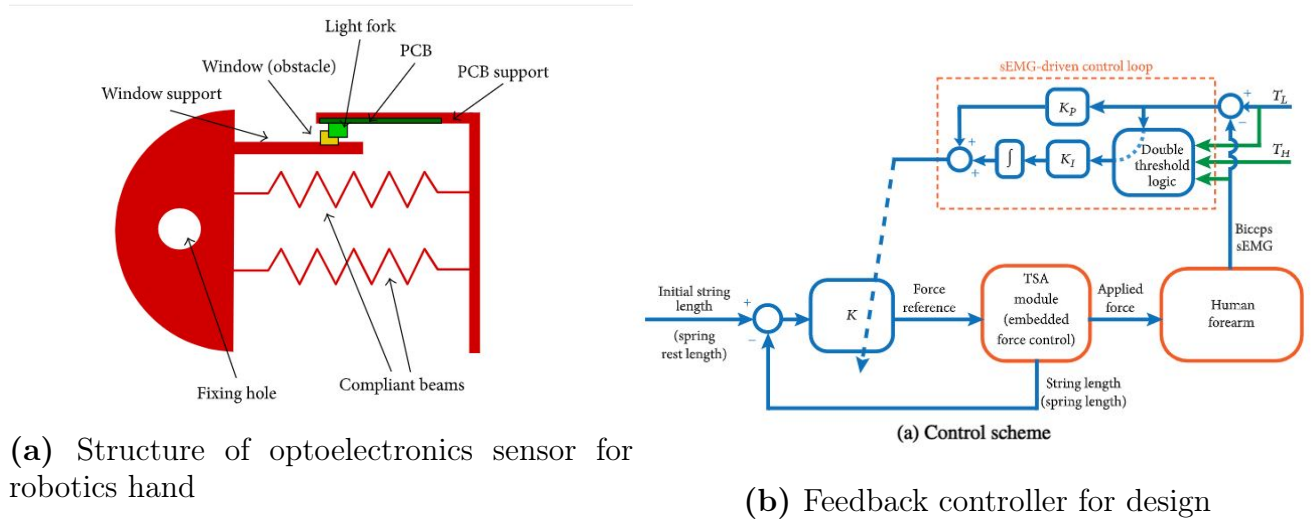 Light fork
PCB
Window (obstacle)
PCB support
Window support
Fixing hole
Compliant beams
(a) Structure of optoelectronics sensor for
robotics hand
sEMG-driven control loop
K_P
+
T_L
−
+
+
∫
K_I
Double
threshold
logic
T_H
Biceps
sEMG
Initial string
length
(spring
rest length)
+
−
K
Force
reference
TSA
module
(embedded
force control)
Applied
force
Human
forearm
String length
(spring length)
(a) Control scheme
(b) Feedback controller for design